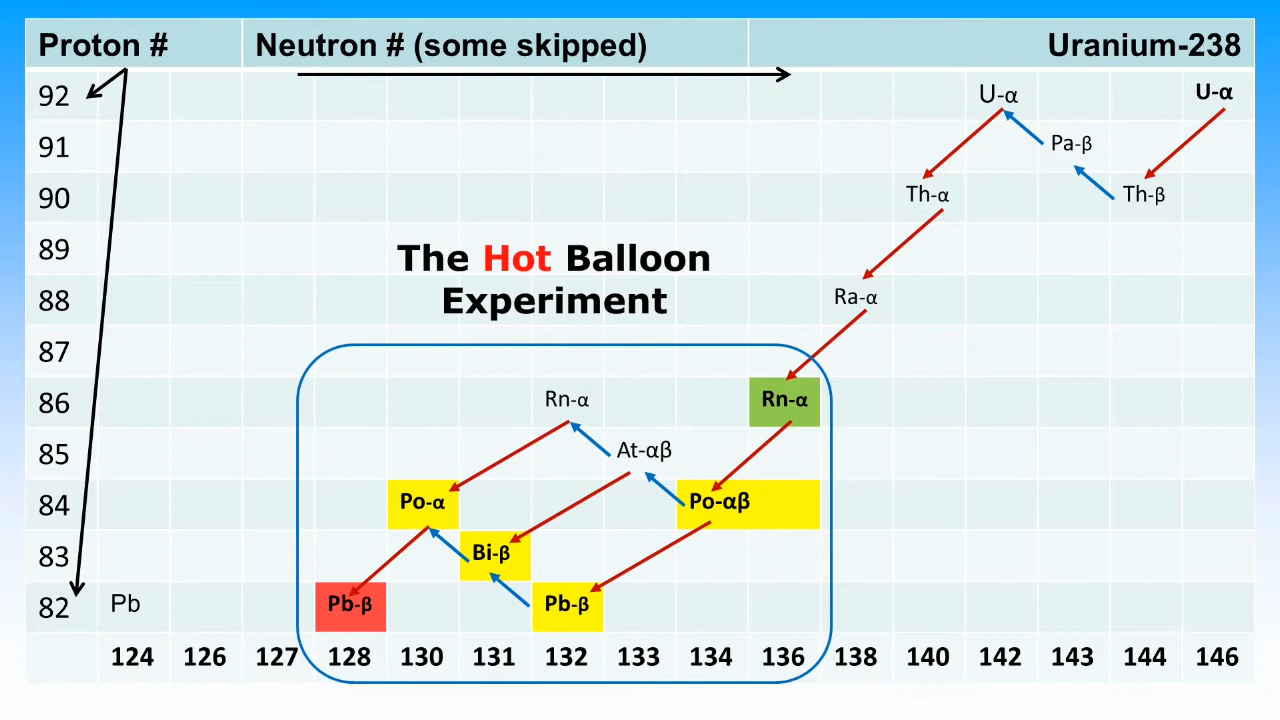 Proton # Neutron # (some skipped) Uranium-238
92 U-α U-α
91 Pa-β
90 Th-α Th-β
89
The Hot Balloon
88 Ra-α
Experiment
87
86 Rn-α Rn-α
85 At-αβ
84 Po-α Po-αβ
83 Bi-β
82 Pb Pb-β Pb-β
124 126 127 128 130 131 132 133 134 136 138 140 142 143 144 146